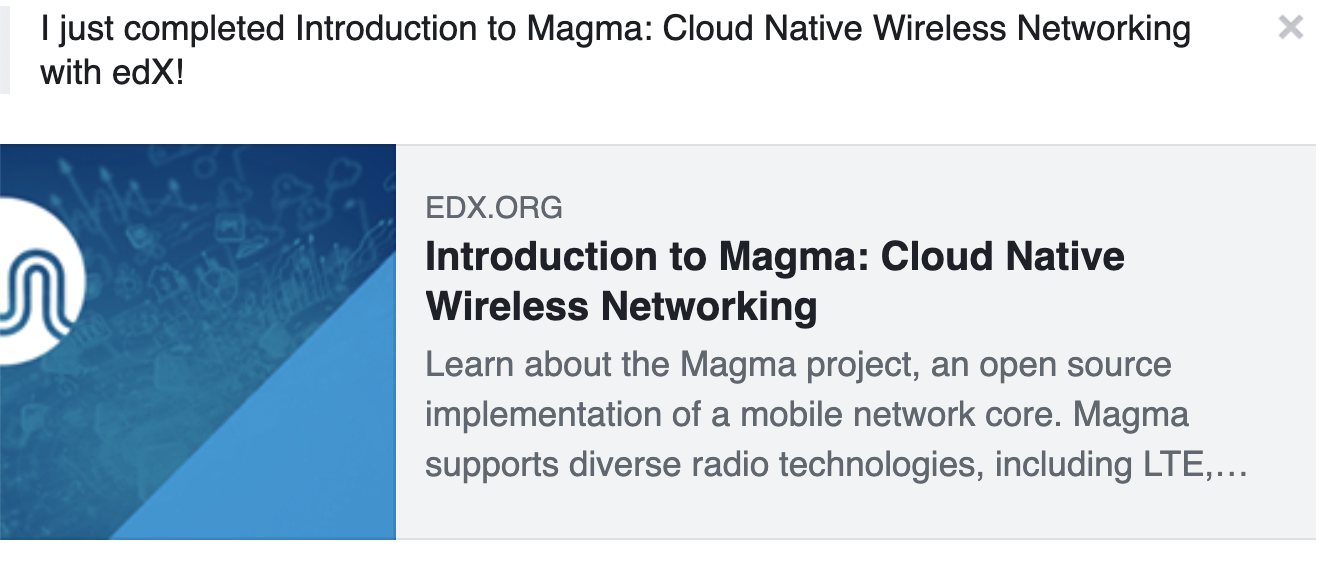 I just completed Introduction to Magma: Cloud Native Wireless Networking
with edX!
EDX.ORG
Introduction to Magma: Cloud Native
Wireless Networking
Learn about the Magma project, an open source
implementation of a mobile network core. Magma
supports diverse radio technologies, including LTE,…